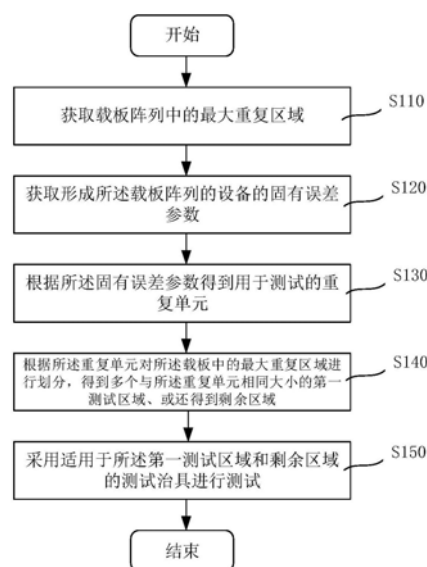 开始
获取载板阵列中的最大重复区域
S110
获取形成所述载板阵列的设备的固有误差
参数
S120
根据所述固有误差参数得到用于测试的重
复单元
S130
根据所述重复单元对所述载板中的最大重复区域进
行划分，得到多个与所述重复单元相同大小的第一
测试区域、或还得到剩余区域
S140
采用适用于所述第一测试区域和剩余区域
的测试治具进行测试
S150
结束